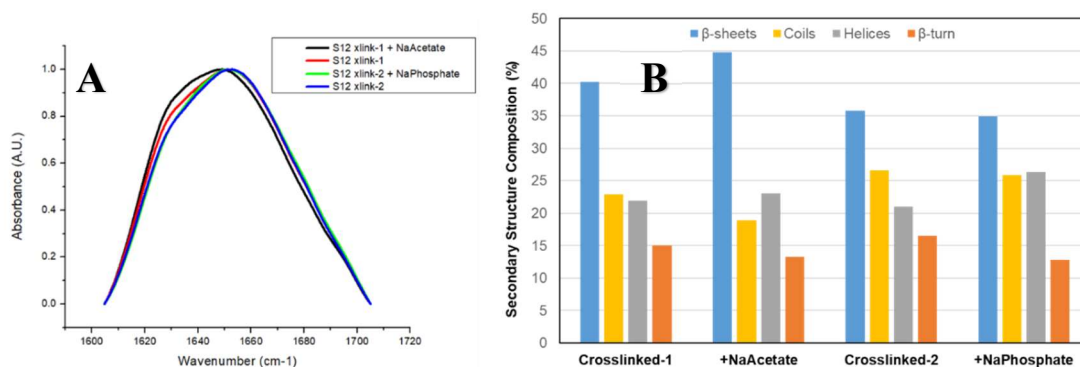 A
S12 xlink-1 + NaAcetate
S12 xlink-1
S12 xlink-2 + NaPhosphate
S12 xlink-2
Absorbance (A.U.)
1.0
0.8
0.6
0.4
0.2
0.0
1600 1620 1640 1660 1680 1700 1720
Wavenumber (cm-1)
B
β-sheets Coils Helices β-turn
Secondary Structure Composition (%)
50
45
40
35
30
25
20
15
10
5
0
Crosslinked-1 +NaAcetate Crosslinked-2 +NaPhosphate